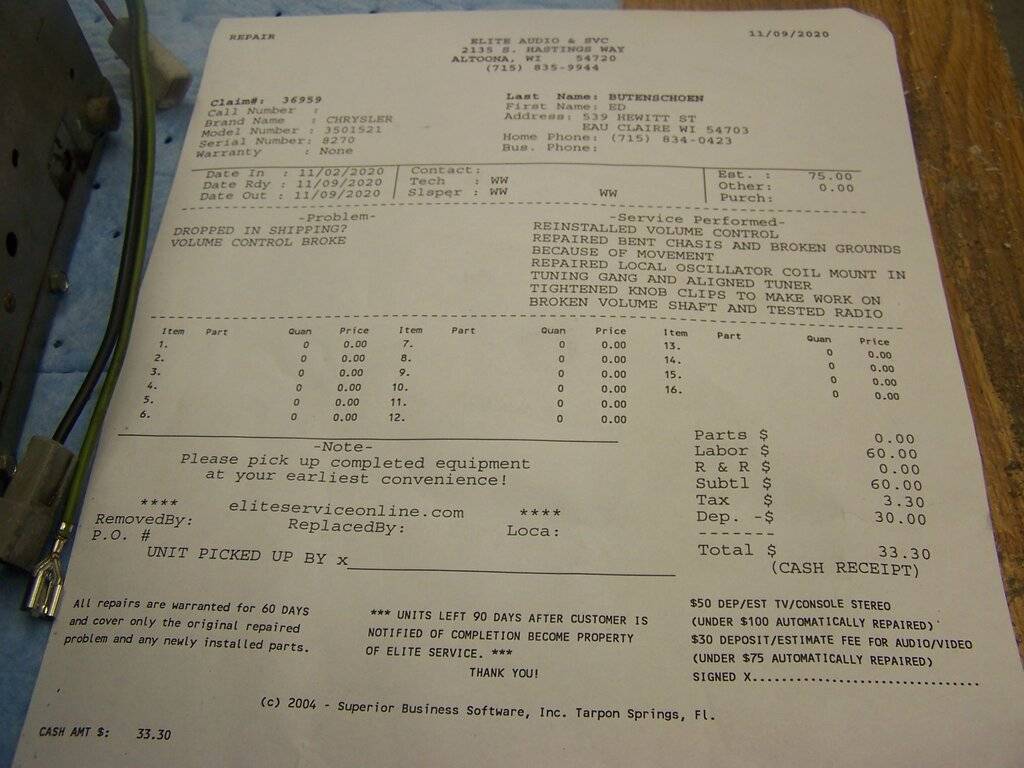 REPAIR
11/09/2020
ELITE AUDIO & SVC
2135 S. HASTINGS WAY
ALTOONA, WI 54720
(715) 835-9944
Claim#: 36959
Call Number :
Brand Name : CHRYSLER
Model Number : 3501521
Serial Number: 8270
Warranty : None
Last Name: BUTENSCHOEN
First Name: ED
Address: 539 HEWITT ST
EAU CLAIRE WI 54703
Home Phone: (715) 834-0423
Bus. Phone:
Date In : 11/02/2020
Date Rdy : 11/09/2020
Date Out : 11/09/2020
Contact:
Tech : WW
Slsper : WW WW
Est. : 75.00
Other: 0.00
Purch:
-Problem-
DROPPED IN SHIPPING?
VOLUME CONTROL BROKE
-Service Performed-
REINSTALLED VOLUME CONTROL
REPAIRED BENT CHASIS AND BROKEN GROUNDS
BECAUSE OF MOVEMENT
REPAIRED LOCAL OSCILLATOR COIL MOUNT IN
TUNING GANG AND ALIGNED TUNER
TIGHTENED KNOB CLIPS TO MAKE WORK ON
BROKEN VOLUME SHAFT AND TESTED RADIO
Item Part Quan Price Item Part Quan Price Item Part Quan Price
1. 0 0.00 7. 0 0.00 13. 0 0.00
2. 0 0.00 8. 0 0.00 14. 0 0.00
3. 0 0.00 9. 0 0.00 15. 0 0.00
4. 0 0.00 10. 0 0.00 16. 0 0.00
5. 0 0.00 11. 0 0.00
6. 0 0.00 12. 0 0.00
-Note-
Please pick up completed equipment
at your earliest convenience!
**** eliteserviceonline.com ****
RemovedBy: ReplacedBy: Loca:
P.O. #
UNIT PICKED UP BY x
Parts $ 0.00
Labor $ 60.00
R & R $ 0.00
Subtl $ 60.00
Tax $ 3.30
Dep. -$ 30.00
-------
Total $ 33.30
(CASH RECEIPT)
All repairs are warranted for 60 DAYS
and cover only the original repaired
problem and any newly installed parts.
*** UNITS LEFT 90 DAYS AFTER CUSTOMER IS
NOTIFIED OF COMPLETION BECOME PROPERTY
OF ELITE SERVICE. ***
THANK YOU!
$50 DEP/EST TV/CONSOLE STEREO
(UNDER $100 AUTOMATICALLY REPAIRED)
$30 DEPOSIT/ESTIMATE FEE FOR AUDIO/VIDEO
(UNDER $75 AUTOMATICALLY REPAIRED)
SIGNED X...............................
(c) 2004 - Superior Business Software, Inc. Tarpon Springs, Fl.
CASH AMT $: 33.30